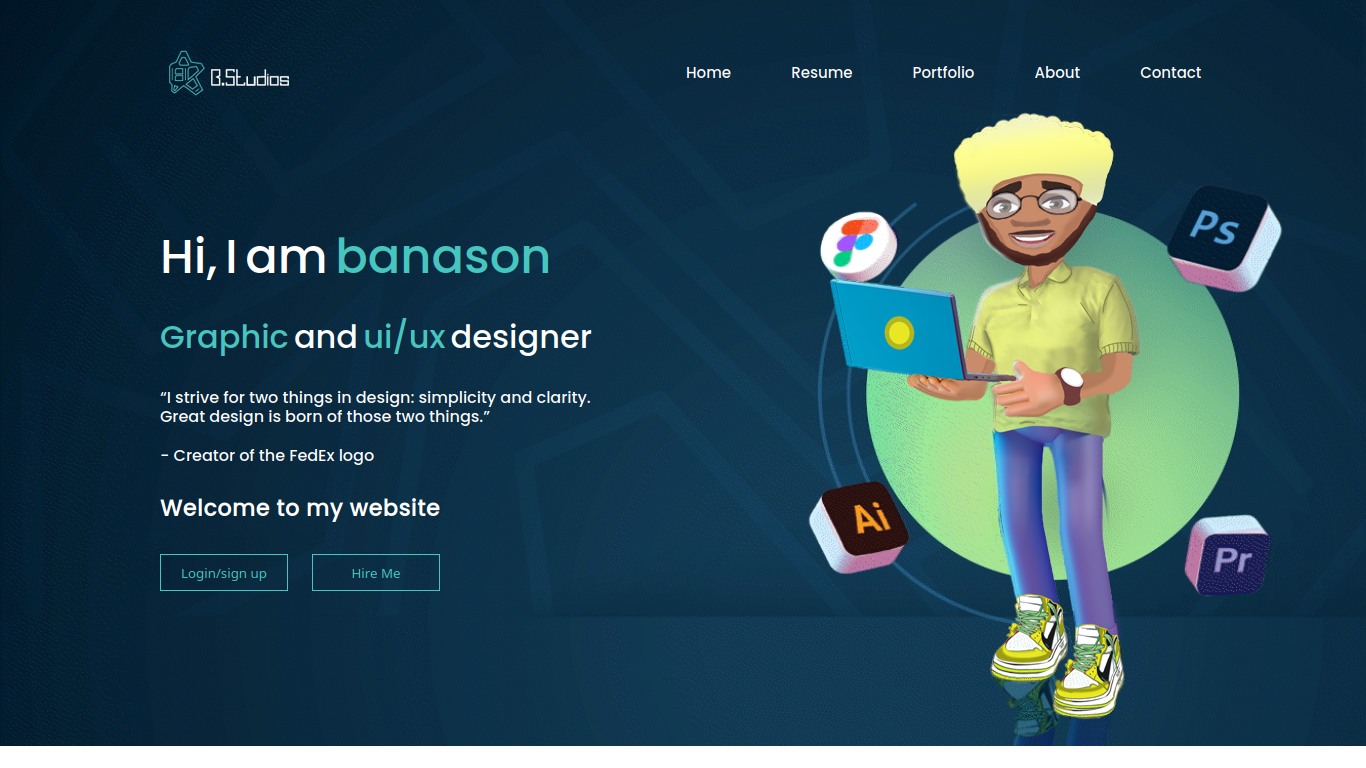 B.Studios
Home Resume Portfolio About Contact
Hi, I am banason
Graphic and ui/ux designer
“I strive for two things in design: simplicity and clarity.
Great design is born of those two things.”
- Creator of the FedEx logo
Welcome to my website
Login/sign up Hire Me
Ps
Ai
Pr